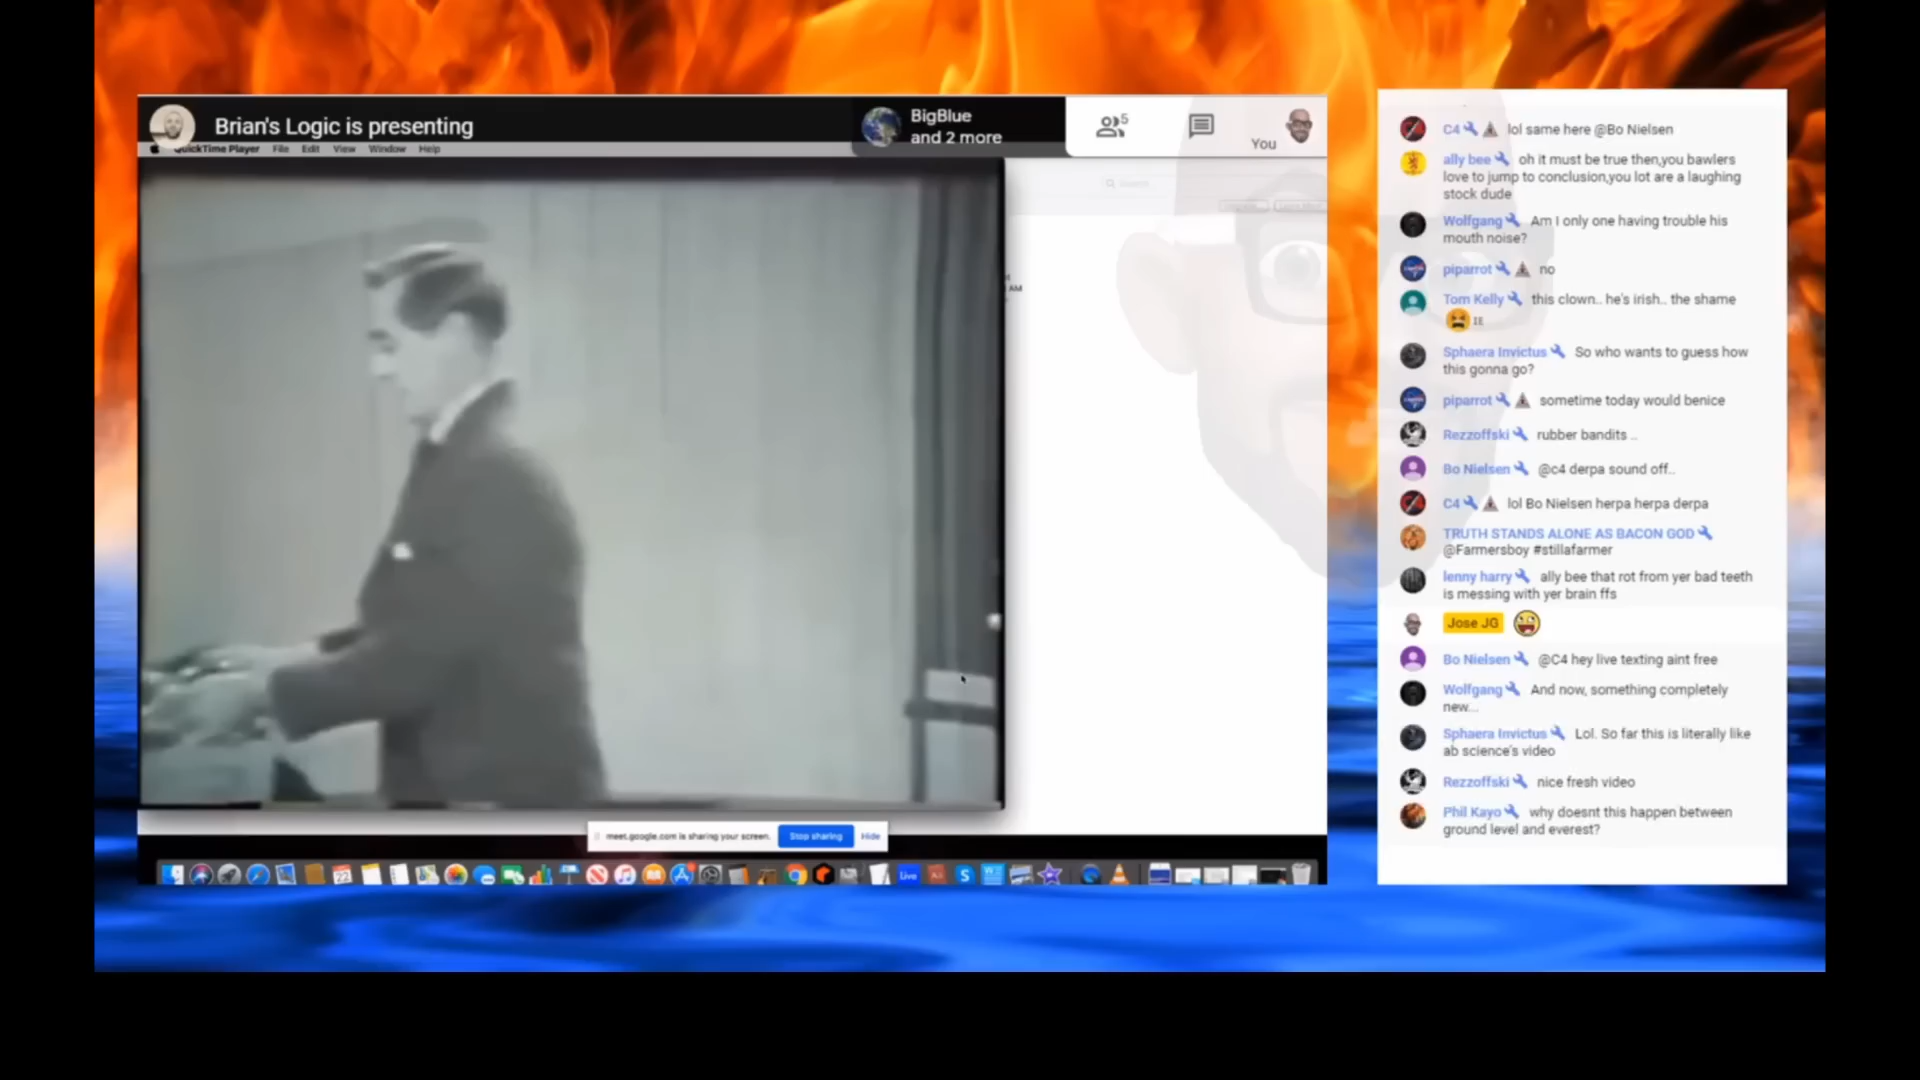 Brian's Logic is presenting
BigBlue
and 2 more
5
You
QuickTime Player File Edit View Window Help
Search
AM
meet.google.com is sharing your screen. Stop sharing Hide
22
Live
C4 lol same here @Bo Nielsen
ally bee oh it must be true then,you bawlers
love to jump to conclusion,you lot are a laughing
stock dude
Wolfgang Am I only one having trouble his
mouth noise?
piparrot no
Tom Kelly this clown.. he's irish.. the shame
IE
Sphaera Invictus So who wants to guess how
this gonna go?
piparrot sometime today would benice
Rezzoffski rubber bandits ..
Bo Nielsen @c4 derpa sound off..
C4 lol Bo Nielsen herpa herpa derpa
TRUTH STANDS ALONE AS BACON GOD
@Farmersboy #stillafarmer
lenny harry ally bee that rot from yer bad teeth
is messing with yer brain ffs
Jose JG
Bo Nielsen @C4 hey live texting aint free
Wolfgang And now, something completely
new...
Sphaera Invictus Lol. So far this is literally like
ab science's video
Rezzoffski nice fresh video
Phil Kayo why doesnt this happen between
ground level and everest?